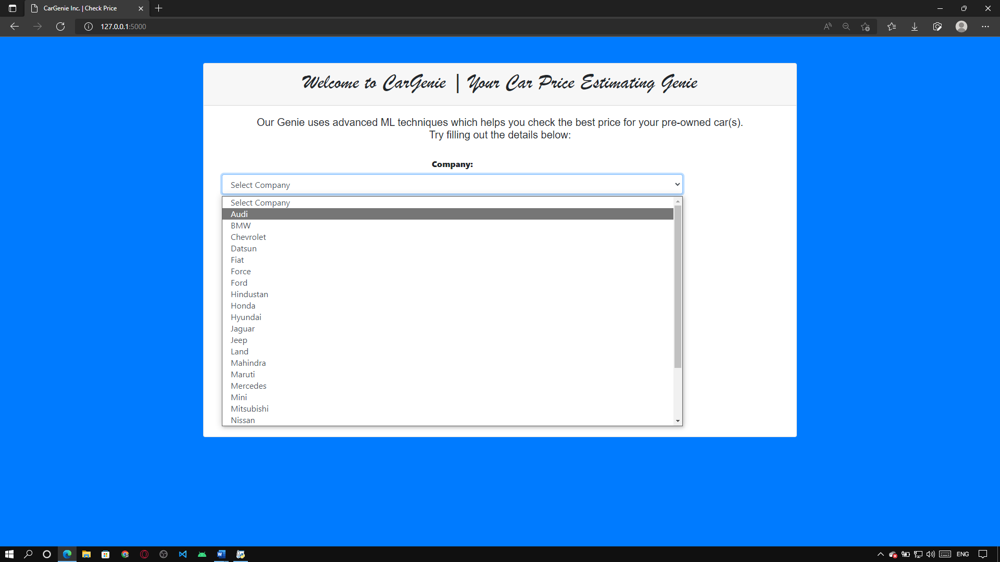 CarGenie Inc. | Check Price
127.0.0.1:5000
Welcome to CarGenie | Your Car Price Estimating Genie
Our Genie uses advanced ML techniques which helps you check the best price for your pre-owned car(s).
Try filling out the details below:
Company:
Select Company
Select Company
Audi
BMW
Chevrolet
Datsun
Fiat
Force
Ford
Hindustan
Honda
Hyundai
Jaguar
Jeep
Land
Mahindra
Maruti
Mercedes
Mini
Mitsubishi
Nissan
ENG